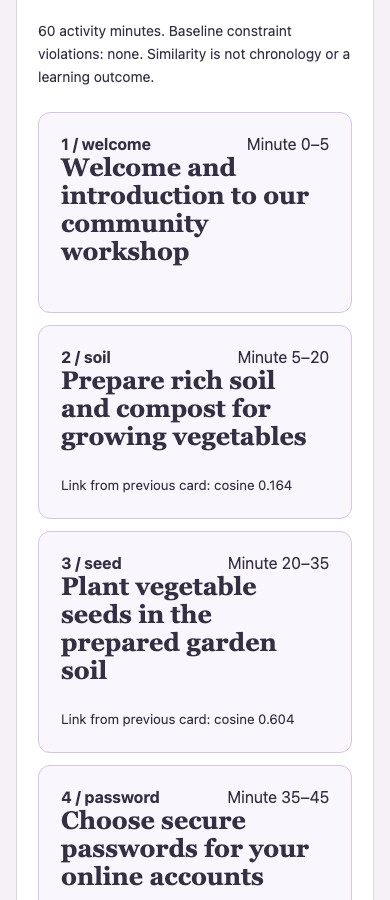 60 activity minutes. Baseline constraint
violations: none. Similarity is not chronology or a
learning outcome.
1 / welcome Minute 0–5
Welcome and
introduction to our
community
workshop
2 / soil Minute 5–20
Prepare rich soil
and compost for
growing vegetables
Link from previous card: cosine 0.164
3 / seed Minute 20–35
Plant vegetable
seeds in the
prepared garden
soil
Link from previous card: cosine 0.604
4 / password Minute 35–45
Choose secure
passwords for your
online accounts